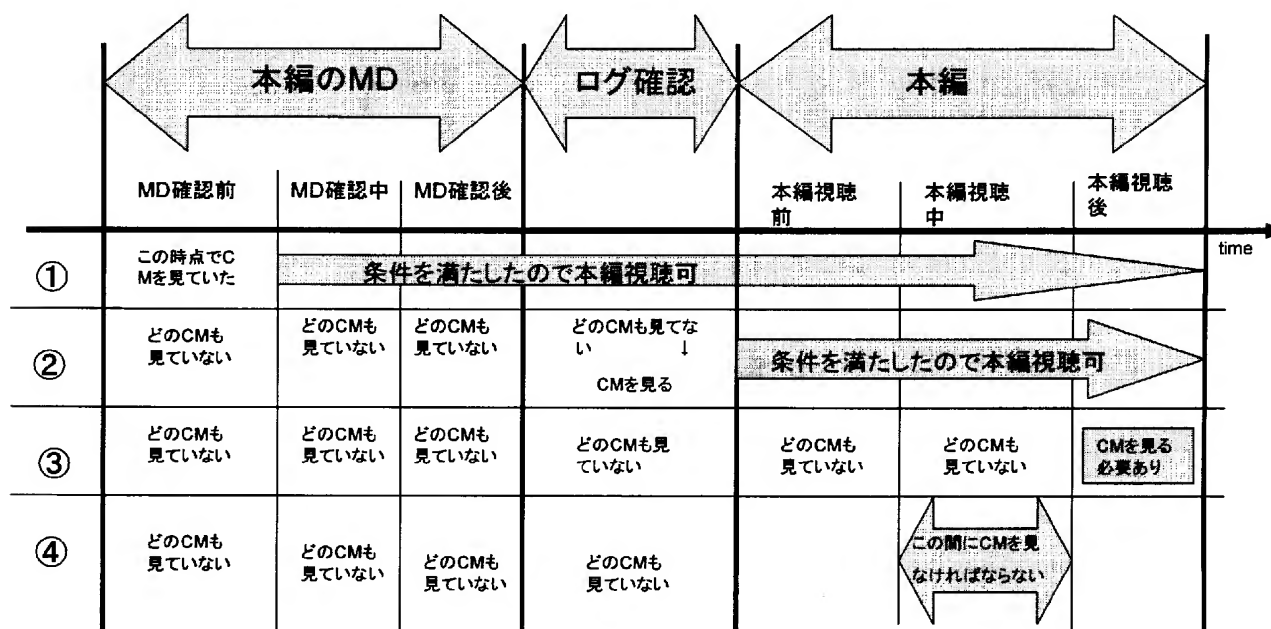 本編のMD
ログ確認
本編
MD確認前
MD確認中
MD確認後
本編視聴
前
本編視聴
中
本編視聴
後
time
①
この時点でC
Mを見ていた
条件を満たしたので本編視聴可
②
どのCMも
見ていない
どのCMも
見ていない
どのCMも
見ていない
どのCMも見てな
い ↓
CMを見る
条件を満たしたので本編視聴可
③
どのCMも
見ていない
どのCMも
見ていない
どのCMも
見ていない
どのCMも見
ていない
どのCMも
見ていない
どのCMも
見ていない
CMを見る
必要あり
④
どのCMも
見ていない
どのCMも
見ていない
どのCMも
見ていない
どのCMも
見ていない
この間にCMを見
なければならない